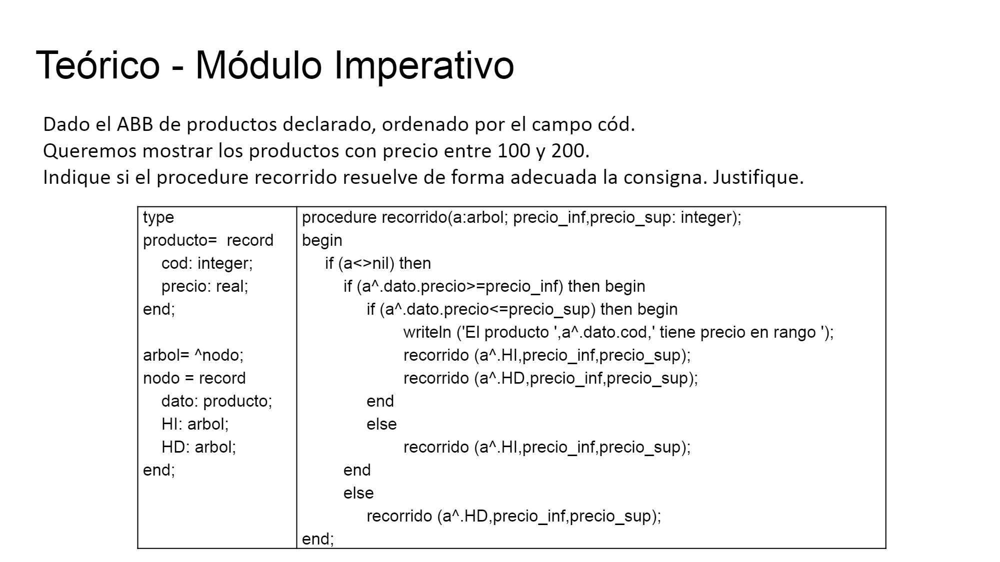 Teórico - Módulo Imperativo
Dado el ABB de productos declarado, ordenado por el campo cód.
Queremos mostrar los productos con precio entre 100 y 200.
Indique si el procedure recorrido resuelve de forma adecuada la consigna. Justifique.
type
producto= record
cod: integer;
precio: real;
end;
arbol= ^nodo;
nodo = record
dato: producto;
HI: arbol;
HD: arbol;
end;
procedure recorrido(a:arbol; precio_inf,precio_sup: integer);
begin
if (a<>nil) then
if (a^.dato.precio>=precio_inf) then begin
if (a^.dato.precio<=precio_sup) then begin
writeln ('El producto ',a^.dato.cod,' tiene precio en rango ');
recorrido (a^.HI,precio_inf,precio_sup);
recorrido (a^.HD,precio_inf,precio_sup);
end
else
recorrido (a^.HI,precio_inf,precio_sup);
end
else
recorrido (a^.HD,precio_inf,precio_sup);
end;